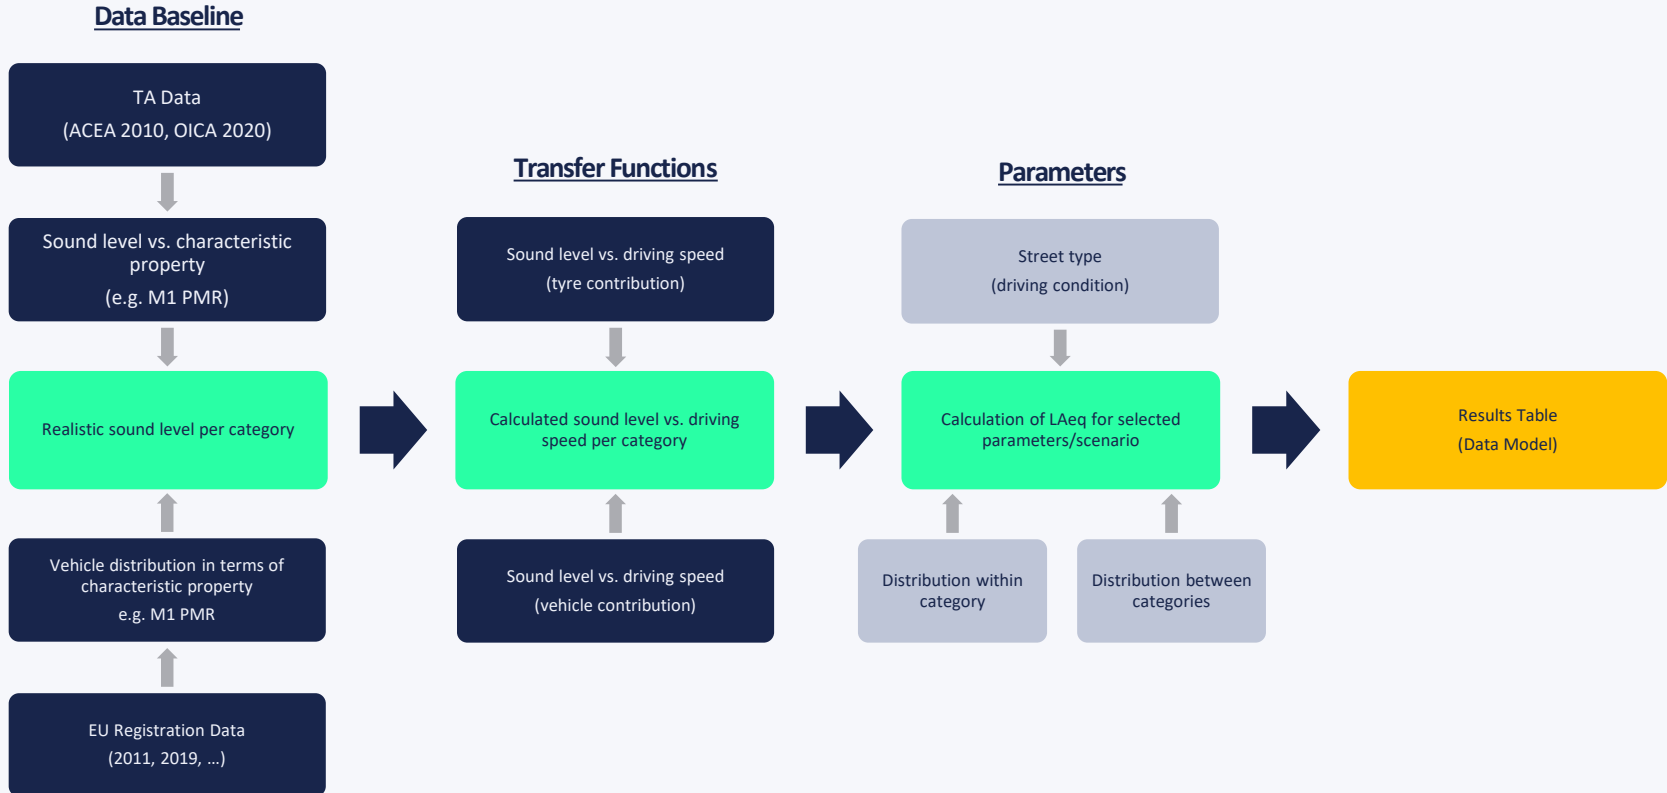 Data Baseline
TA Data
(ACEA 2010, OICA 2020)
Sound level vs. characteristic
property
(e.g. M1 PMR)
Realistic sound level per category
Vehicle distribution in terms of
characteristic property
e.g. M1 PMR
EU Registration Data
(2011, 2019, …)
Transfer Functions
Sound level vs. driving speed
(tyre contribution)
Calculated sound level vs. driving
speed per category
Sound level vs. driving speed
(vehicle contribution)
Parameters
Street type
(driving condition)
Calculation of LAeq for selected
parameters/scenario
Distribution within
category
Distribution between
categories
Results Table
(Data Model)